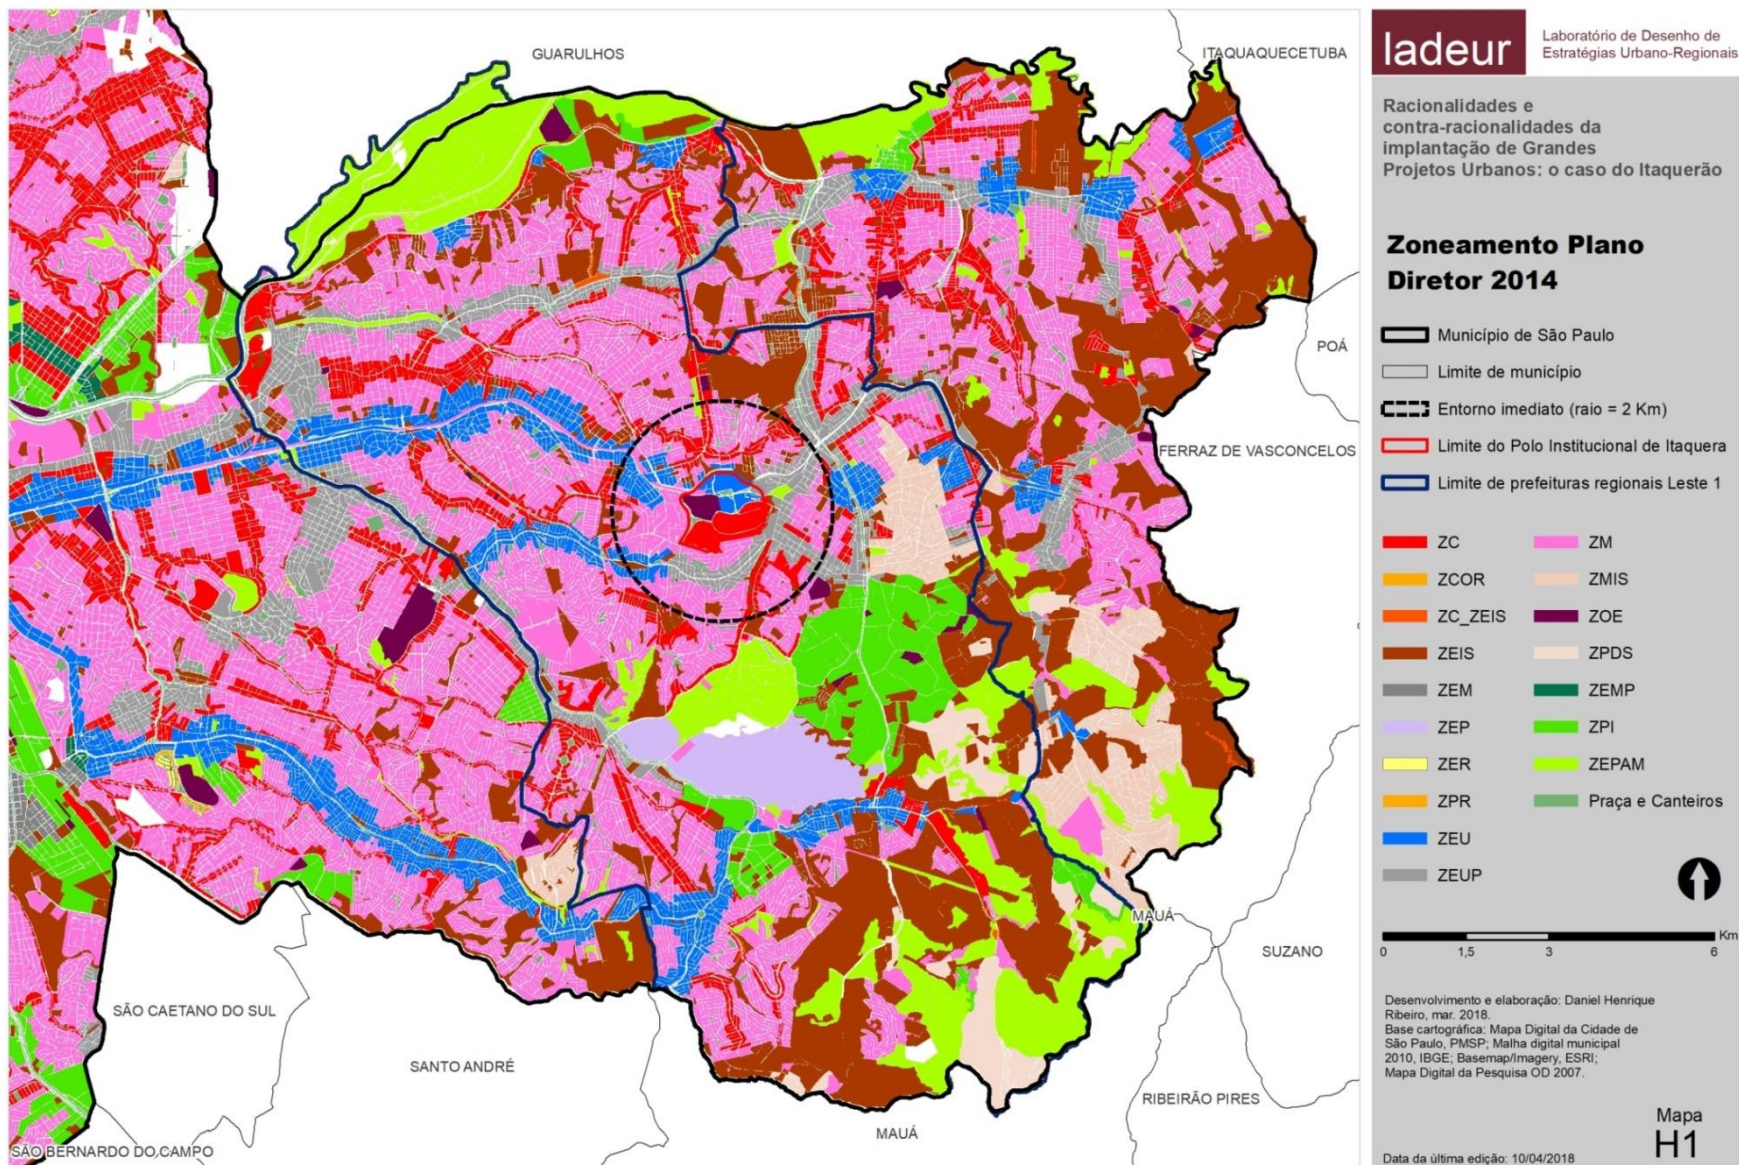 GUARULHOS
ITAQUAQUECETUBA
POÁ
FERRAZ DE VASCONCELOS
MAUÁ
SUZANO
SÃO CAETANO DO SUL
SANTO ANDRÉ
RIBEIRÃO PIRES
MAUÁ
SÃO BERNARDO DO CAMPO
ladeur
Laboratório de Desenho de
Estratégias Urbano-Regionais
Racionalidades e
contra-racionalidades da
implantação de Grandes
Projetos Urbanos: o caso do Itaquerão
Zoneamento Plano
Diretor 2014
Município de São Paulo
Limite de município
Entorno imediato (raio = 2 Km)
Limite do Polo Institucional de Itaquera
Limite de prefeituras regionais Leste 1
ZC
ZM
ZCOR
ZMIS
ZC_ZEIS
ZOE
ZEIS
ZPDS
ZEM
ZEMP
ZEP
ZPI
ZER
ZEPAM
ZPR
Praça e Canteiros
ZEU
ZEUP
Km
0 1,5 3 6
Desenvolvimento e elaboração: Daniel Henrique
Ribeiro, mar. 2018.
Base cartográfica: Mapa Digital da Cidade de
São Paulo, PMSP; Malha digital municipal
2010, IBGE; Basemap/Imagery, ESRI;
Mapa Digital da Pesquisa OD 2007.
Mapa
H1
Data da última edição: 10/04/2018